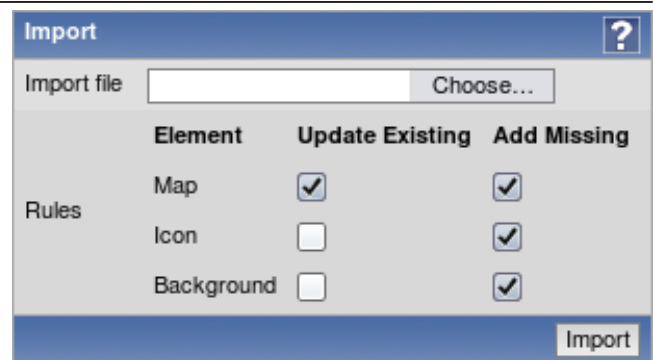 Import ?
Import file Choose...
Element Update Existing Add Missing
Map
Rules
Icon
Background
Import